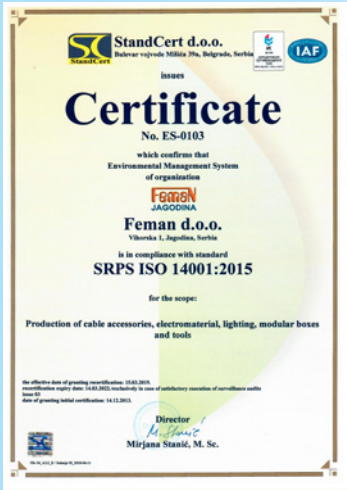 SC
StandCert
StandCert d.o.o.
Bulevar vojvode Mišića 39a, Belgrade, Serbia
IAF
issues
Certificate
No. ES-0103
which confirms that
Environmental Management System
of organization
FemaN
JAGODINA
Feman d.o.o.
Vihorska 1, Jagodina, Serbia
is in compliance with standard
SRPS ISO 14001:2015
for the scope:
Production of cable accessories, electromaterial, lighting, modular boxes
and tools
the effective date of granting recertification: 15.03.2019.
recertification expiry date: 14.03.2022, exclusively in case of satisfactory execution of surveillance audits
issue 03
date of granting initial certification: 14.12.2013.
Director
Mirjana Stanić, M. Sc.